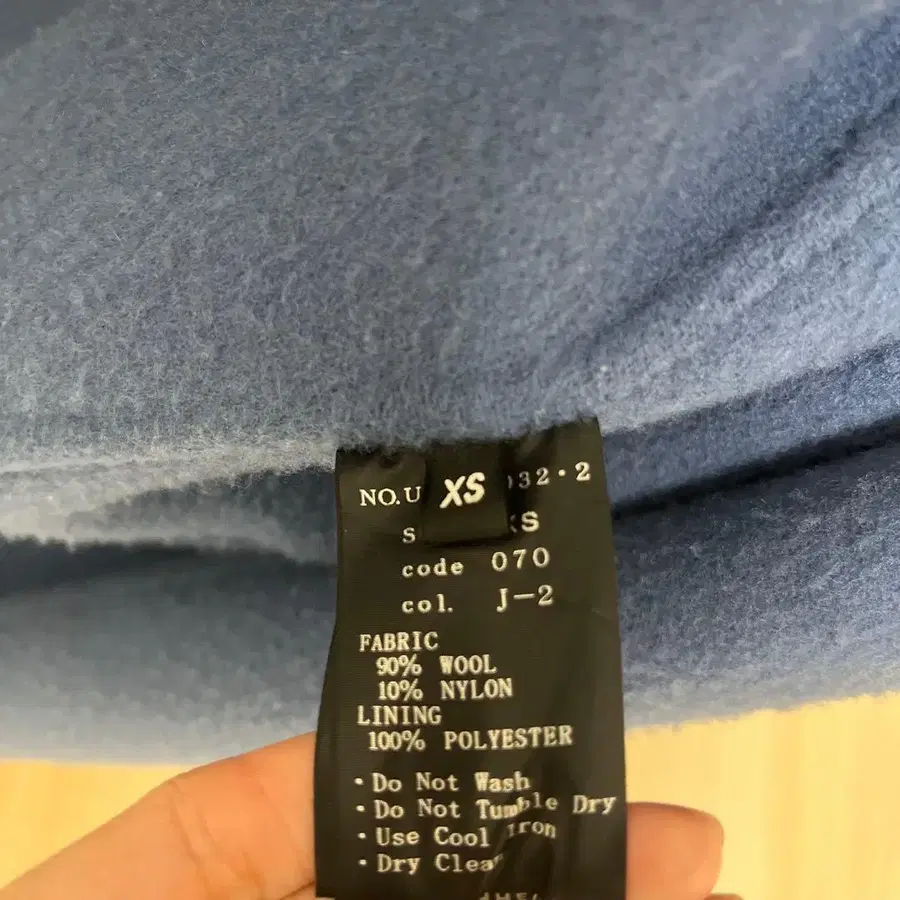 NO.U XS 32·2
S XS
code 070
col. J-2
FABRIC
90% WOOL
10% NYLON
LINING
100% POLYESTER
·Do Not Wash
·Do Not Tumble Dry
·Use Cool Iron
·Dry Clean